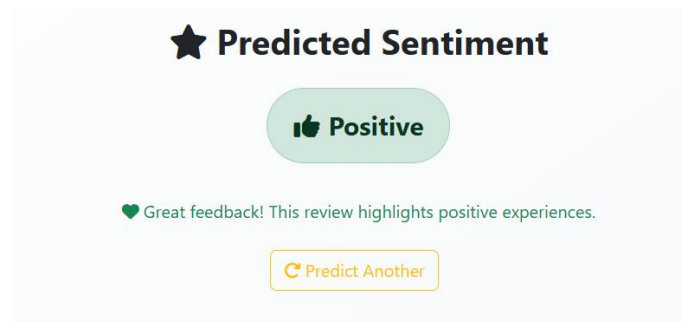 Predicted Sentiment
Positive
Great feedback! This review highlights positive experiences.
Predict Another